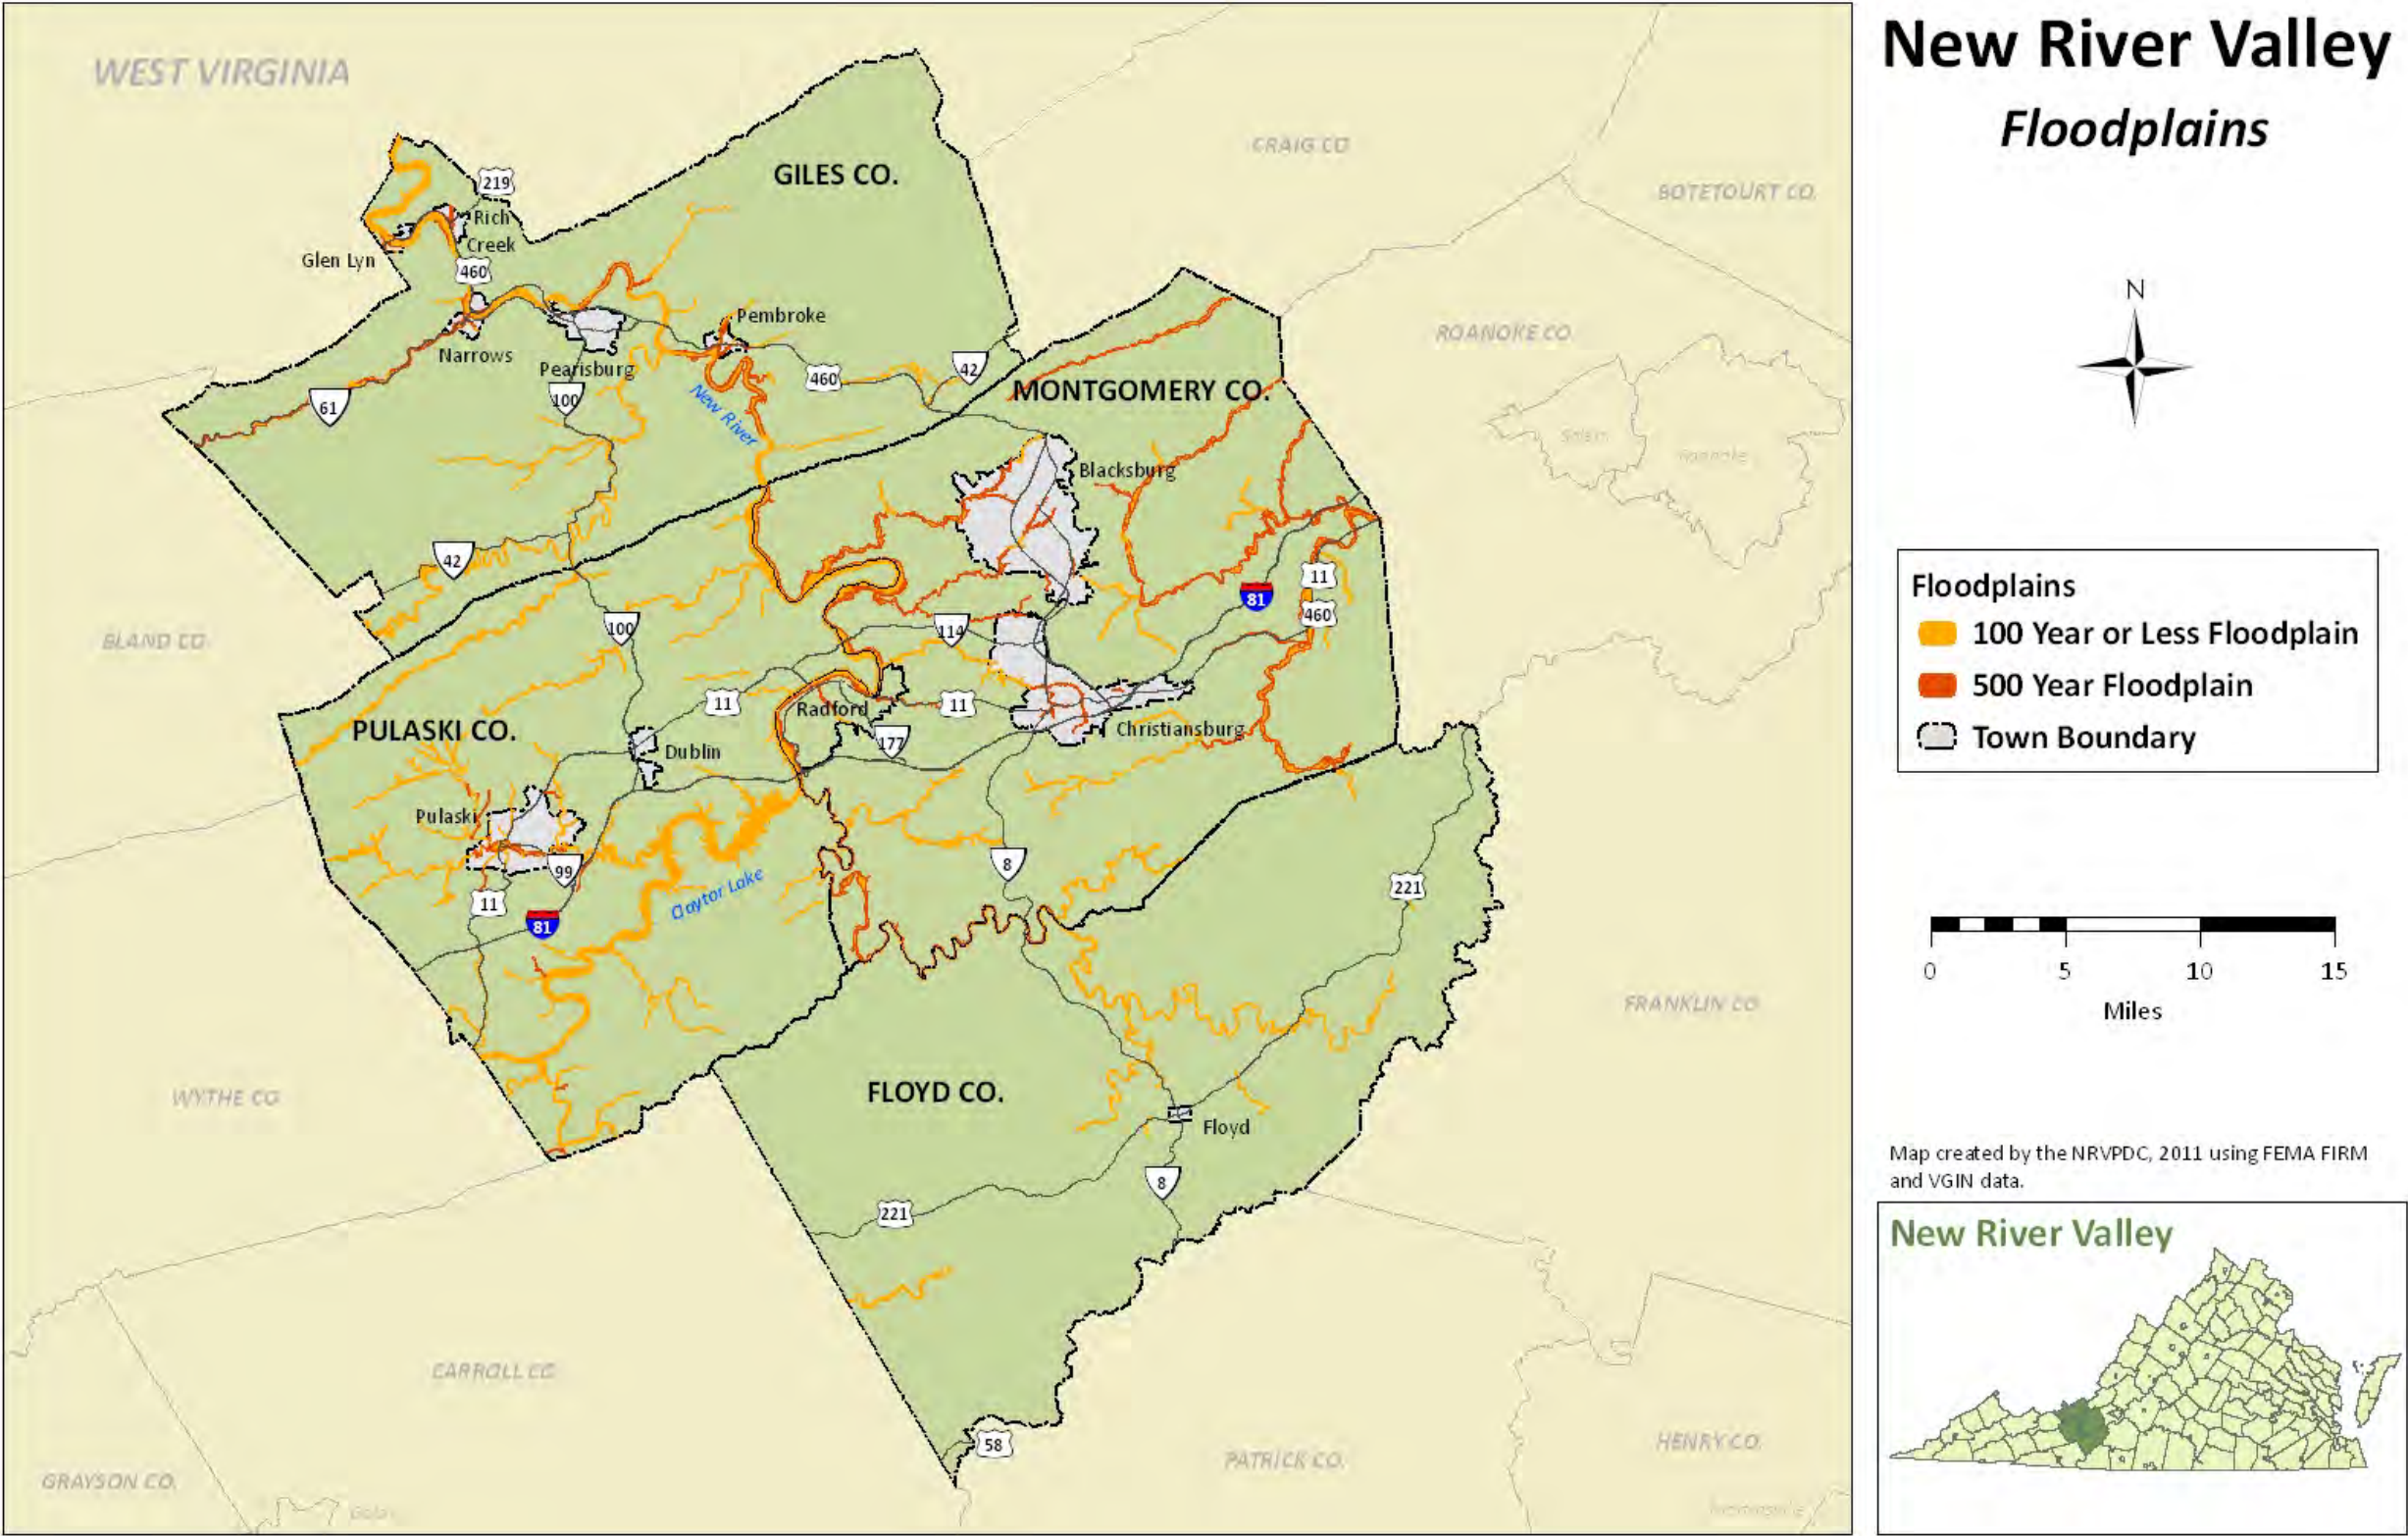 New River Valley
Floodplains
WEST VIRGINIA
CRAIG CO
BOTETOURT CO.
GILES CO.
219
Rich
Creek
Glen Lyn
460
N
Pembroke
ROANOKE CO
Narrows
Pearisburg
460
42
MONTGOMERY CO.
61
100
New River
Salem
Roanoke
Blacksburg
42
Floodplains
100 Year or Less Floodplain
500 Year Floodplain
Town Boundary
11
81
460
BLAND CO.
100
114
11
Radford
11
PULASKI CO.
177
Christiansburg
Dublin
Pulaski
99
8
221
11
Claytor Lake
81
0 5 10 15
Miles
FRANKLIN CO
WYTHE CO
FLOYD CO.
Floyd
8
221
Map created by the NRVPDC, 2011 using FEMA FIRM
and VGIN data.
New River Valley
CARROLL CO
58
PATRICK CO.
HENRY CO.
GRAYSON CO.